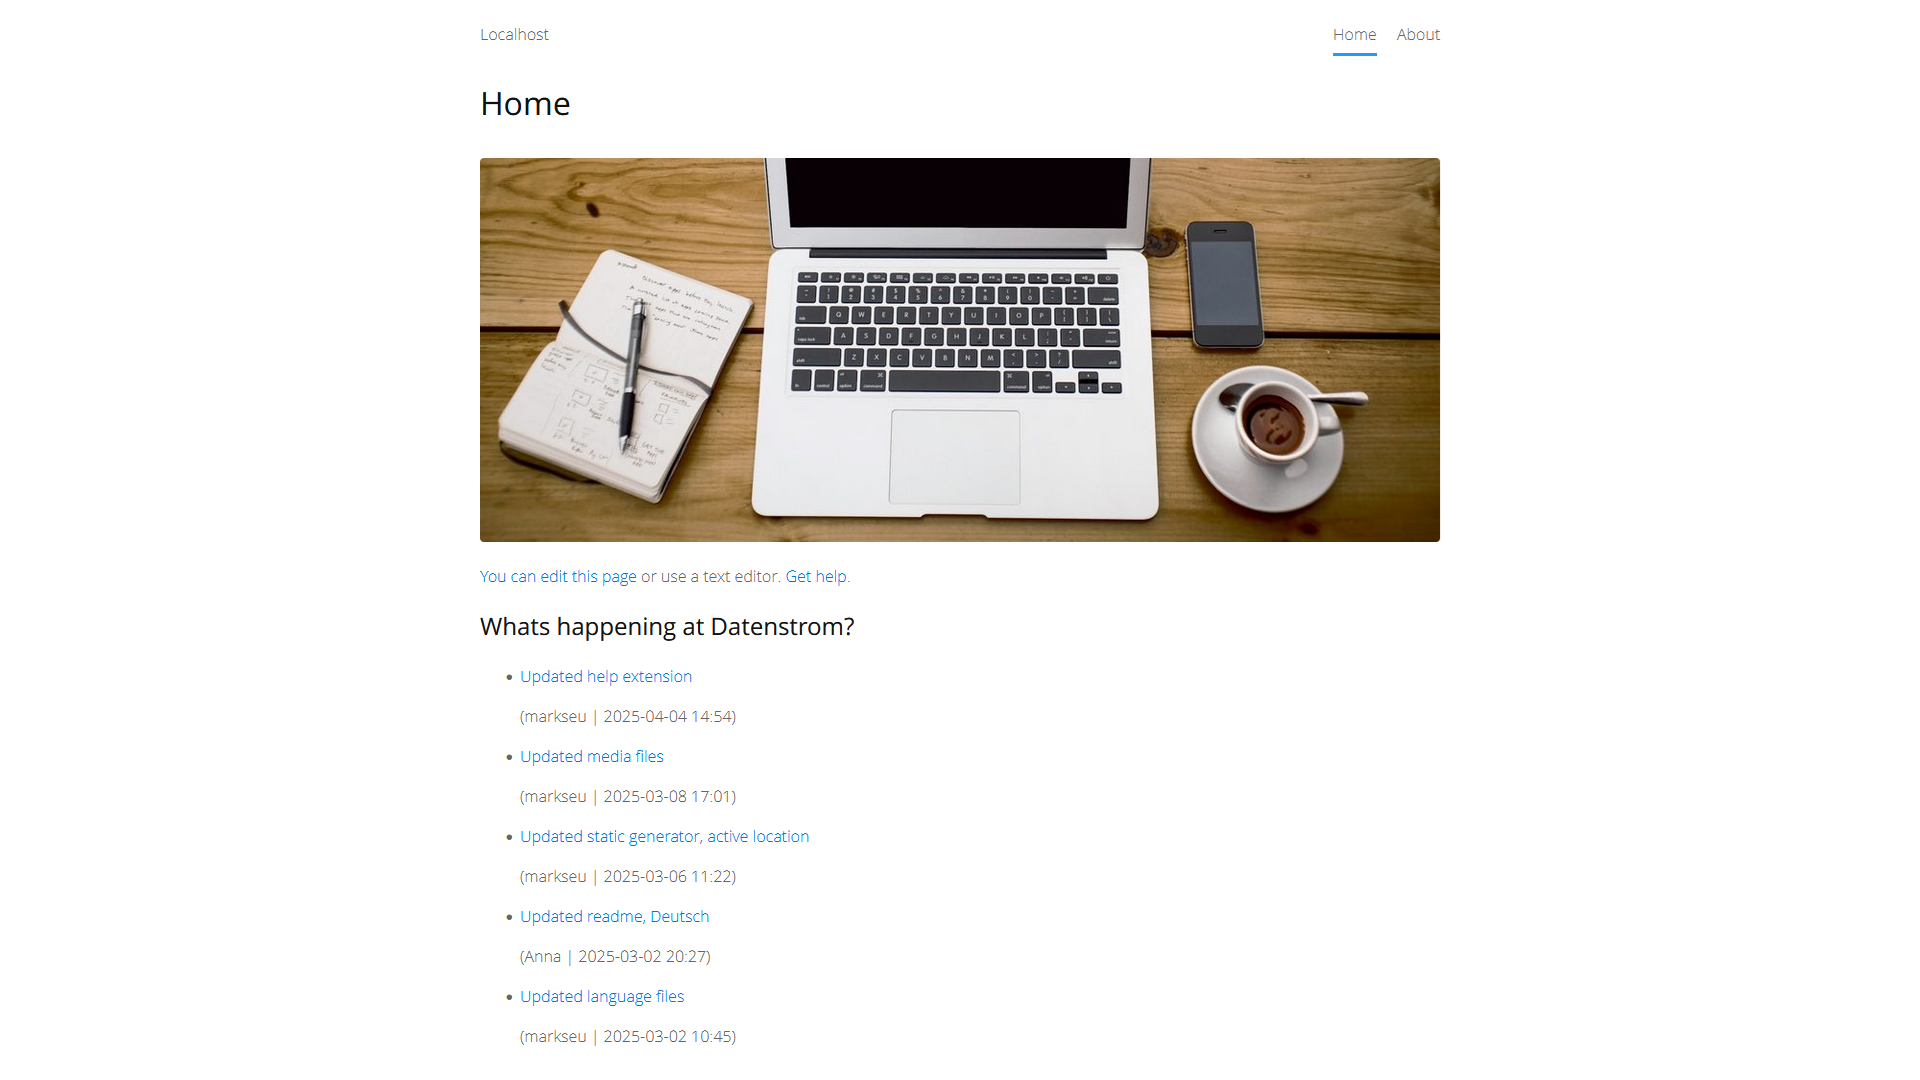 Localhost
Home About
Home
You can edit this page or use a text editor. Get help.
Whats happening at Datenstrom?
Updated help extension
(markseu | 2025-04-04 14:54)
Updated media files
(markseu | 2025-03-08 17:01)
Updated static generator, active location
(markseu | 2025-03-06 11:22)
Updated readme, Deutsch
(Anna | 2025-03-02 20:27)
Updated language files
(markseu | 2025-03-02 10:45)